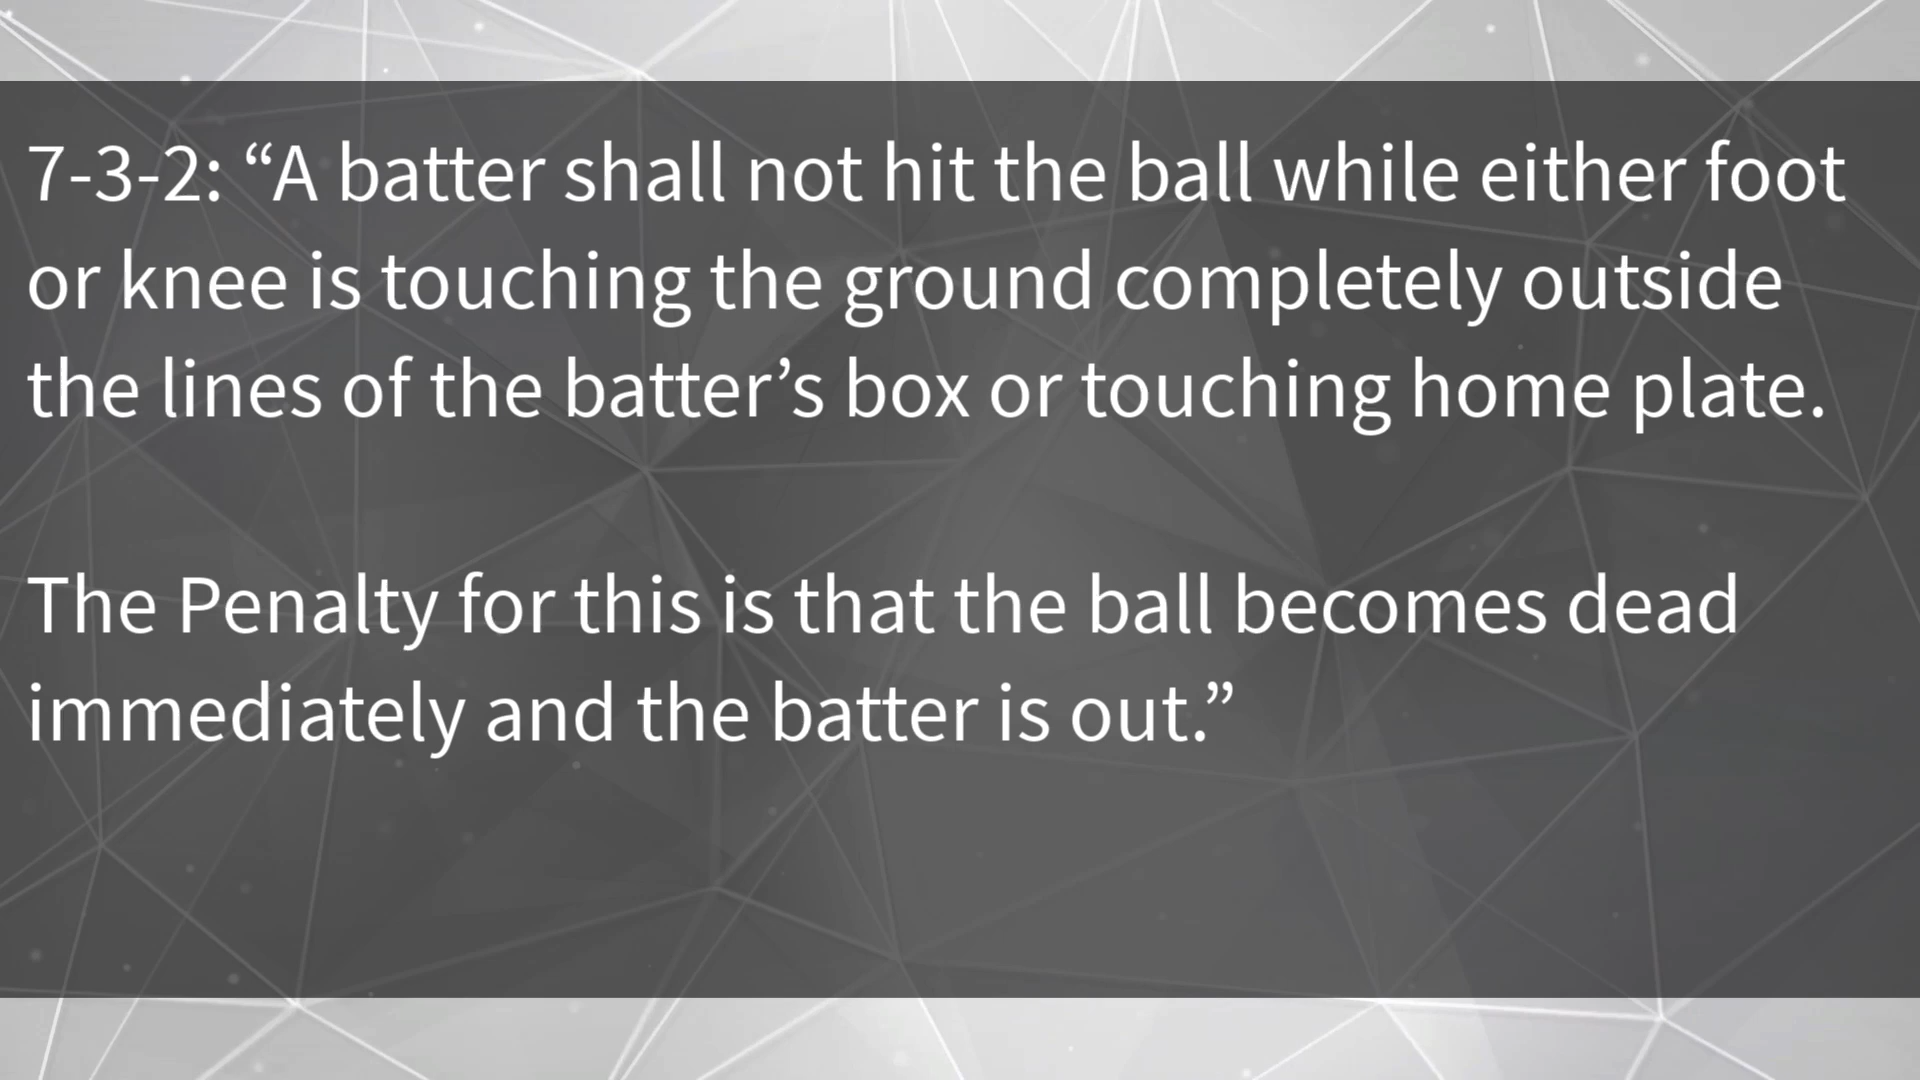 7-3-2: “A batter shall not hit the ball while either foot
or knee is touching the ground completely outside
the lines of the batter’s box or touching home plate.
The Penalty for this is that the ball becomes dead
immediately and the batter is out.”